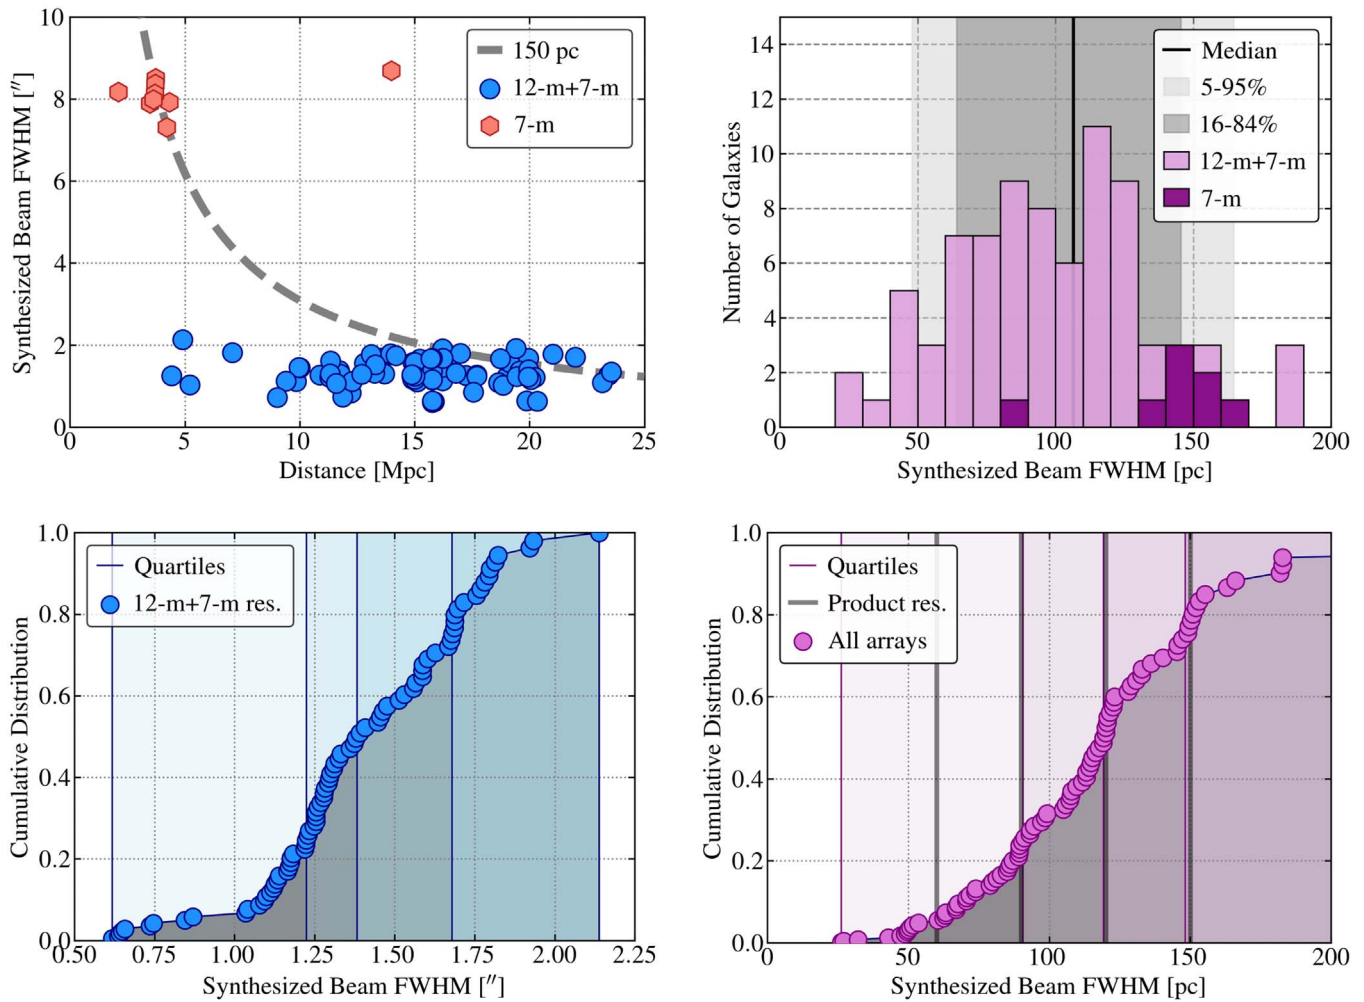 10
8
6
4
2
0
0
5
10
15
20
25
Synthesized Beam FWHM [″]
Distance [Mpc]
150 pc
12-m+7-m
7-m
14
12
10
8
6
4
2
0
0
50
100
150
200
Number of Galaxies
Synthesized Beam FWHM [pc]
Median
5-95%
16-84%
12-m+7-m
7-m
1.0
0.8
0.6
0.4
0.2
0.0
0.50
0.75
1.00
1.25
1.50
1.75
2.00
2.25
Cumulative Distribution
Synthesized Beam FWHM [″]
Quartiles
12-m+7-m res.
1.0
0.8
0.6
0.4
0.2
0.0
0
50
100
150
200
Cumulative Distribution
Synthesized Beam FWHM [pc]
Quartiles
Product res.
All arrays